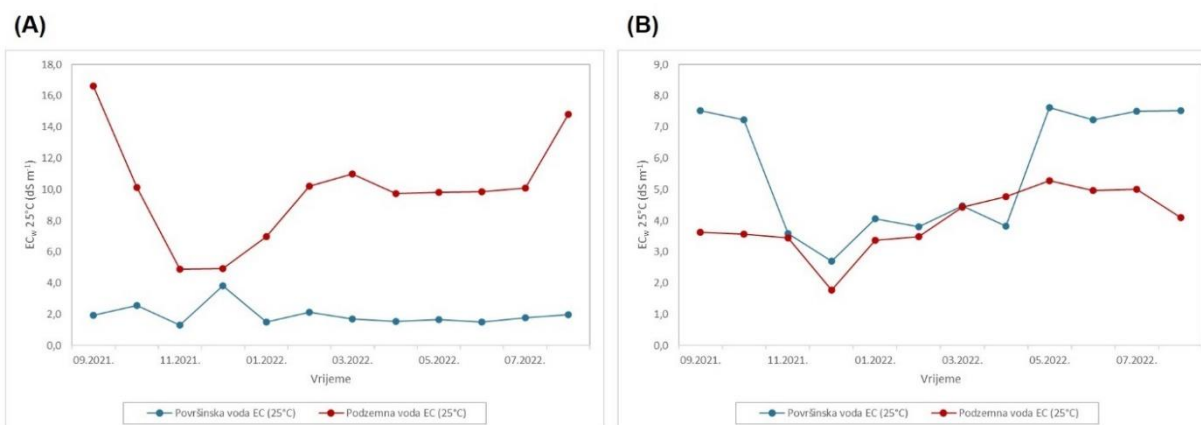 (A)
18,0
16,0
14,0
12,0
10,0
8,0
6,0
4,0
2,0
0,0
ECw 25°C (dS m⁻¹)
09.2021. 11.2021. 01.2022. 03.2022. 05.2022. 07.2022.
Vrijeme
Površinska voda EC (25°C) Podzemna voda EC (25°C)
(B)
9,0
8,0
7,0
6,0
5,0
4,0
3,0
2,0
1,0
0,0
ECw 25°C (dS m⁻¹)
09.2021. 11.2021. 01.2022. 03.2022. 05.2022. 07.2022.
Vrijeme
Površinska voda EC (25°C) Podzemna voda EC (25°C)